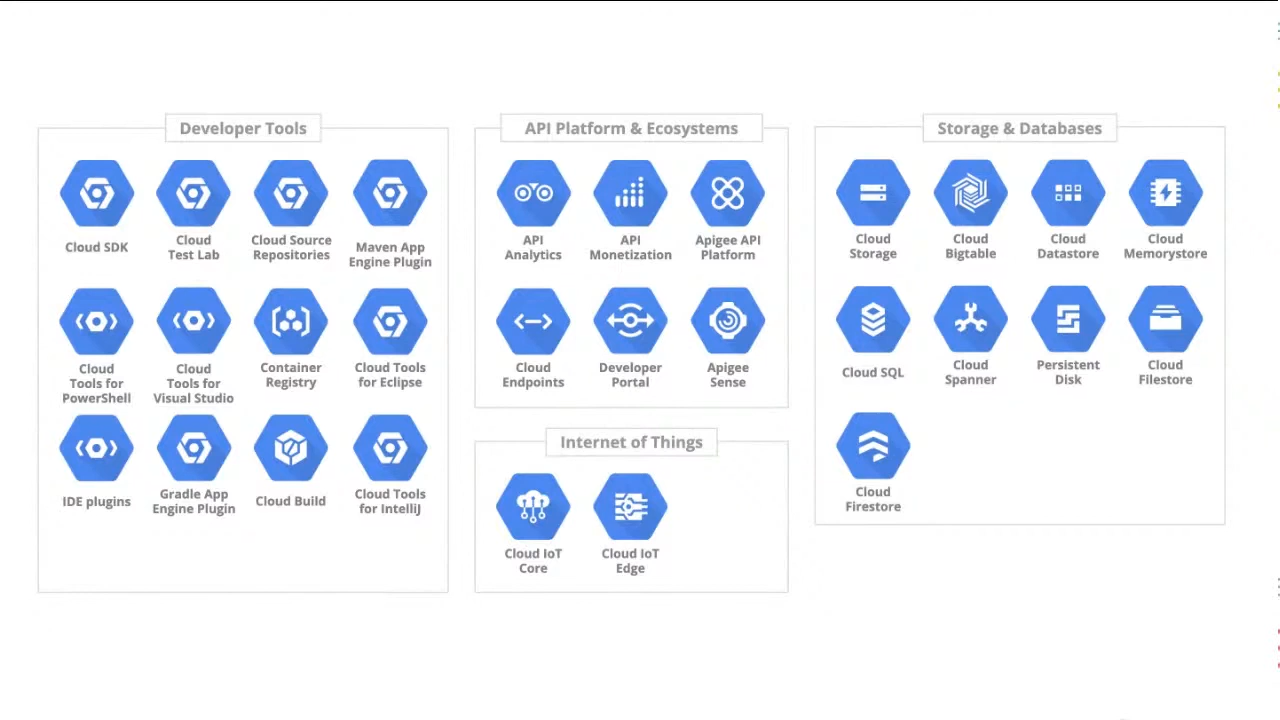 Developer Tools
Cloud SDK
Cloud
Test Lab
Cloud Source
Repositories
Maven App
Engine Plugin
Cloud
Tools for
PowerShell
Cloud
Tools for
Visual Studio
Container
Registry
Cloud Tools
for Eclipse
IDE plugins
Gradle App
Engine Plugin
Cloud Build
Cloud Tools
for IntelliJ
API Platform & Ecosystems
API
Analytics
API
Monetization
Apigee API
Platform
Cloud
Endpoints
Developer
Portal
Apigee
Sense
Internet of Things
Cloud IoT
Core
Cloud IoT
Edge
Storage & Databases
Cloud
Storage
Cloud
Bigtable
Cloud
Datastore
Cloud
Memorystore
Cloud SQL
Cloud
Spanner
Persistent
Disk
Cloud
Filestore
Cloud
Firestore